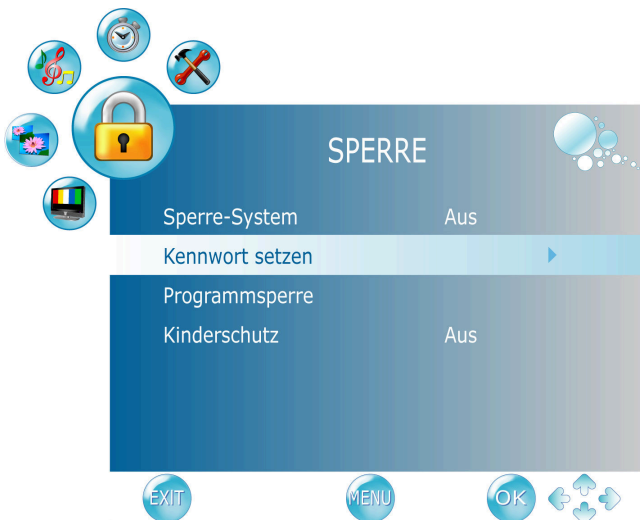 SPERRE
Sperre-System Aus
Kennwort setzen
Programmsperre
Kinderschutz Aus
EXIT MENU OK